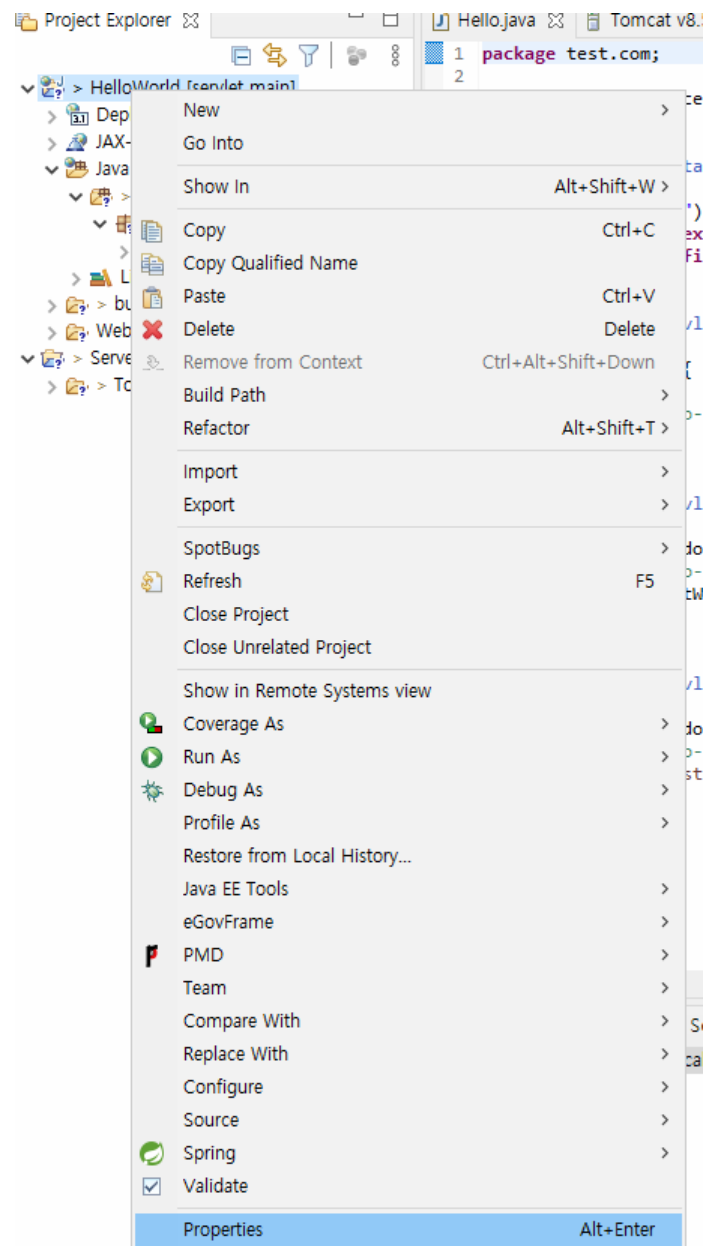 Project Explorer
Hello.java
Tomcat v8.
1 package test.com;
2
> HelloWorld [servlet main]
Dep
JAX-
Java
>
> bu
Web
> Serve
> To
New
Go Into
Show In Alt+Shift+W >
Copy Ctrl+C
Copy Qualified Name
Paste Ctrl+V
Delete Delete
Remove from Context Ctrl+Alt+Shift+Down
Build Path
Refactor Alt+Shift+T >
Import
Export
SpotBugs
Refresh F5
Close Project
Close Unrelated Project
Show in Remote Systems view
Coverage As
Run As
Debug As
Profile As
Restore from Local History...
Java EE Tools
eGovFrame
PMD
Team
Compare With
Replace With
Configure
Source
Spring
Validate
Properties Alt+Enter